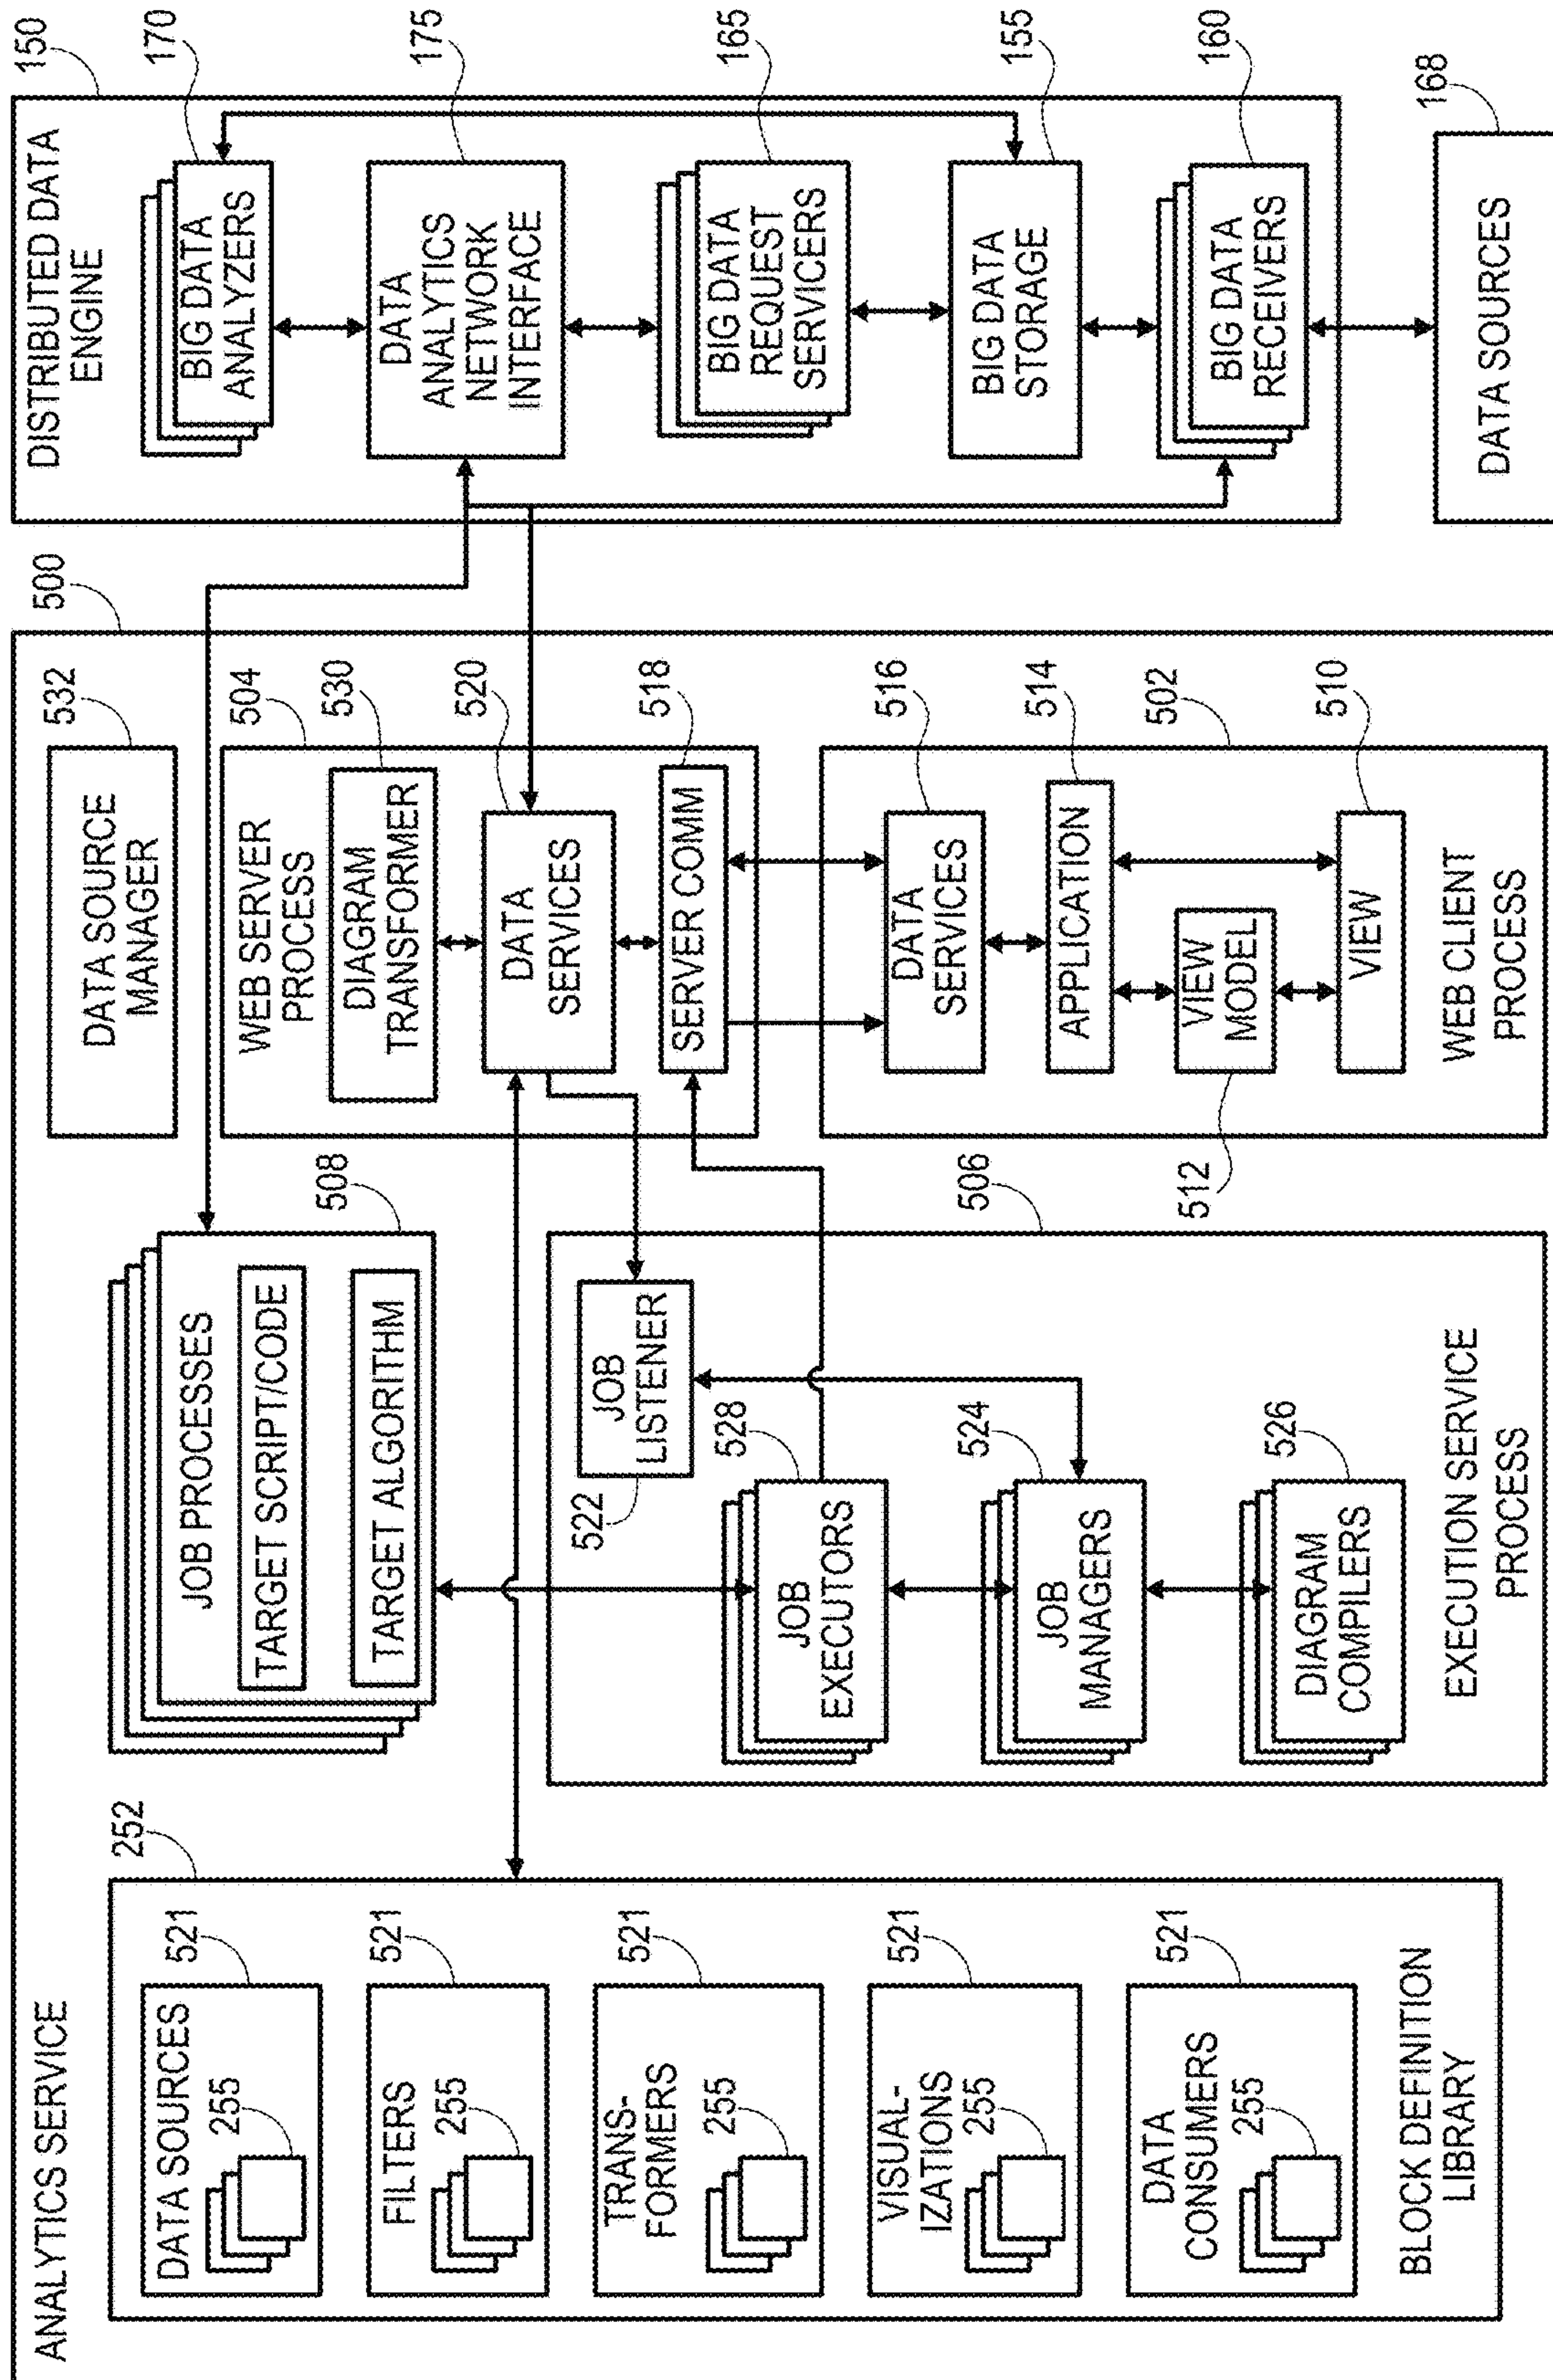 ANALYTICS SERVICE
500
252
DATA SOURCES
521
255
FILTERS
521
255
TRANS-
FORMERS
521
255
VISUAL-
IZATIONS
521
255
DATA
CONSUMERS
521
255
BLOCK DEFINITION
LIBRARY
JOB PROCESSES
508
TARGET SCRIPT/CODE
TARGET ALGORITHM
JOB
LISTENER
522
528
JOB
EXECUTORS
524
JOB
MANAGERS
526
DIAGRAM
COMPILERS
506
EXECUTION SERVICE
PROCESS
DATA SOURCE
MANAGER
532
WEB SERVER
PROCESS
504
DIAGRAM
TRANSFORMER
530
DATA
SERVICES
520
SERVER COMM
518
DATA
SERVICES
516
APPLICATION
514
VIEW
MODEL
512
502
VIEW
510
WEB CLIENT
PROCESS
DISTRIBUTED DATA
ENGINE
150
BIG DATA
ANALYZERS
170
DATA
ANALYTICS
NETWORK
INTERFACE
175
BIG DATA
REQUEST
SERVICERS
165
BIG DATA
STORAGE
155
BIG DATA
RECEIVERS
160
DATA SOURCES
168